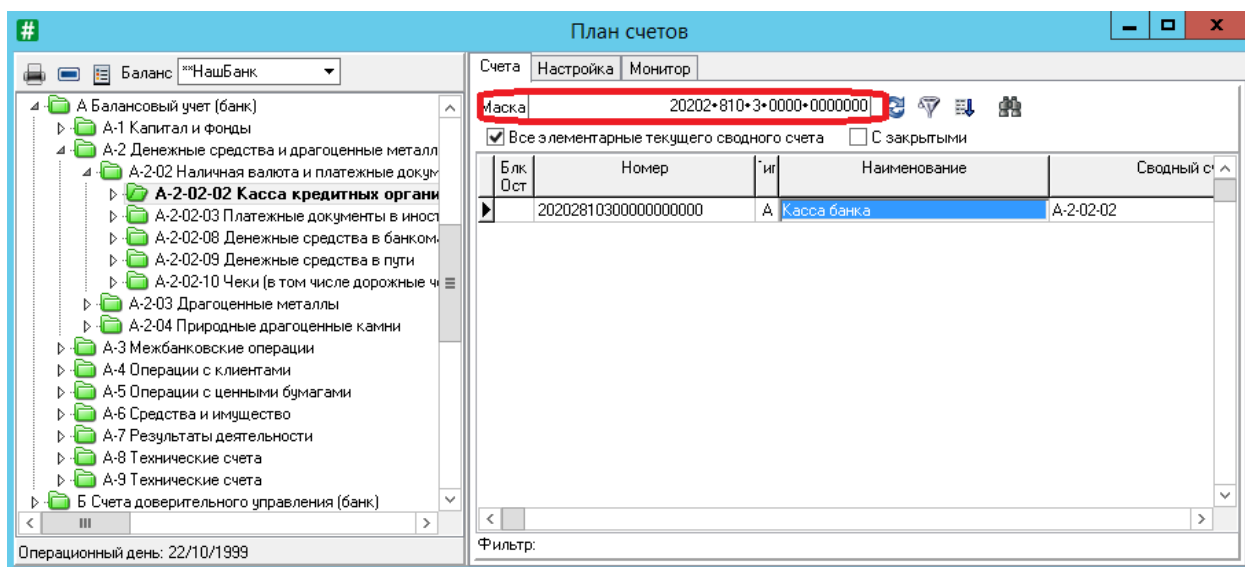 План счетов
Баланс **НашБанк
А Балансовый учет (банк)
А-1 Капитал и фонды
А-2 Денежные средства и драгоценные металл
А-2-02 Наличная валюта и платежные докум
А-2-02-02 Касса кредитных органи
А-2-02-03 Платежные документы в иност
А-2-02-08 Денежные средства в банком
А-2-02-09 Денежные средства в пути
А-2-02-10 Чеки (в том числе дорожные че
А-2-03 Драгоценные металлы
А-2-04 Природные драгоценные камни
А-3 Межбанковские операции
А-4 Операции с клиентами
А-5 Операции с ценными бумагами
А-6 Средства и имущество
А-7 Результаты деятельности
А-8 Технические счета
А-9 Технические счета
Б Счета доверительного управления (банк)
Операционный день: 22/10/1999
Счета Настройка Монитор
Маска 20202•810•3•0000•0000000
Все элементарные текущего сводного счета С закрытыми
Блк Ост Номер Тип Наименование Сводный сч
20202810300000000000 А Касса банка А-2-02-02
Фильтр: